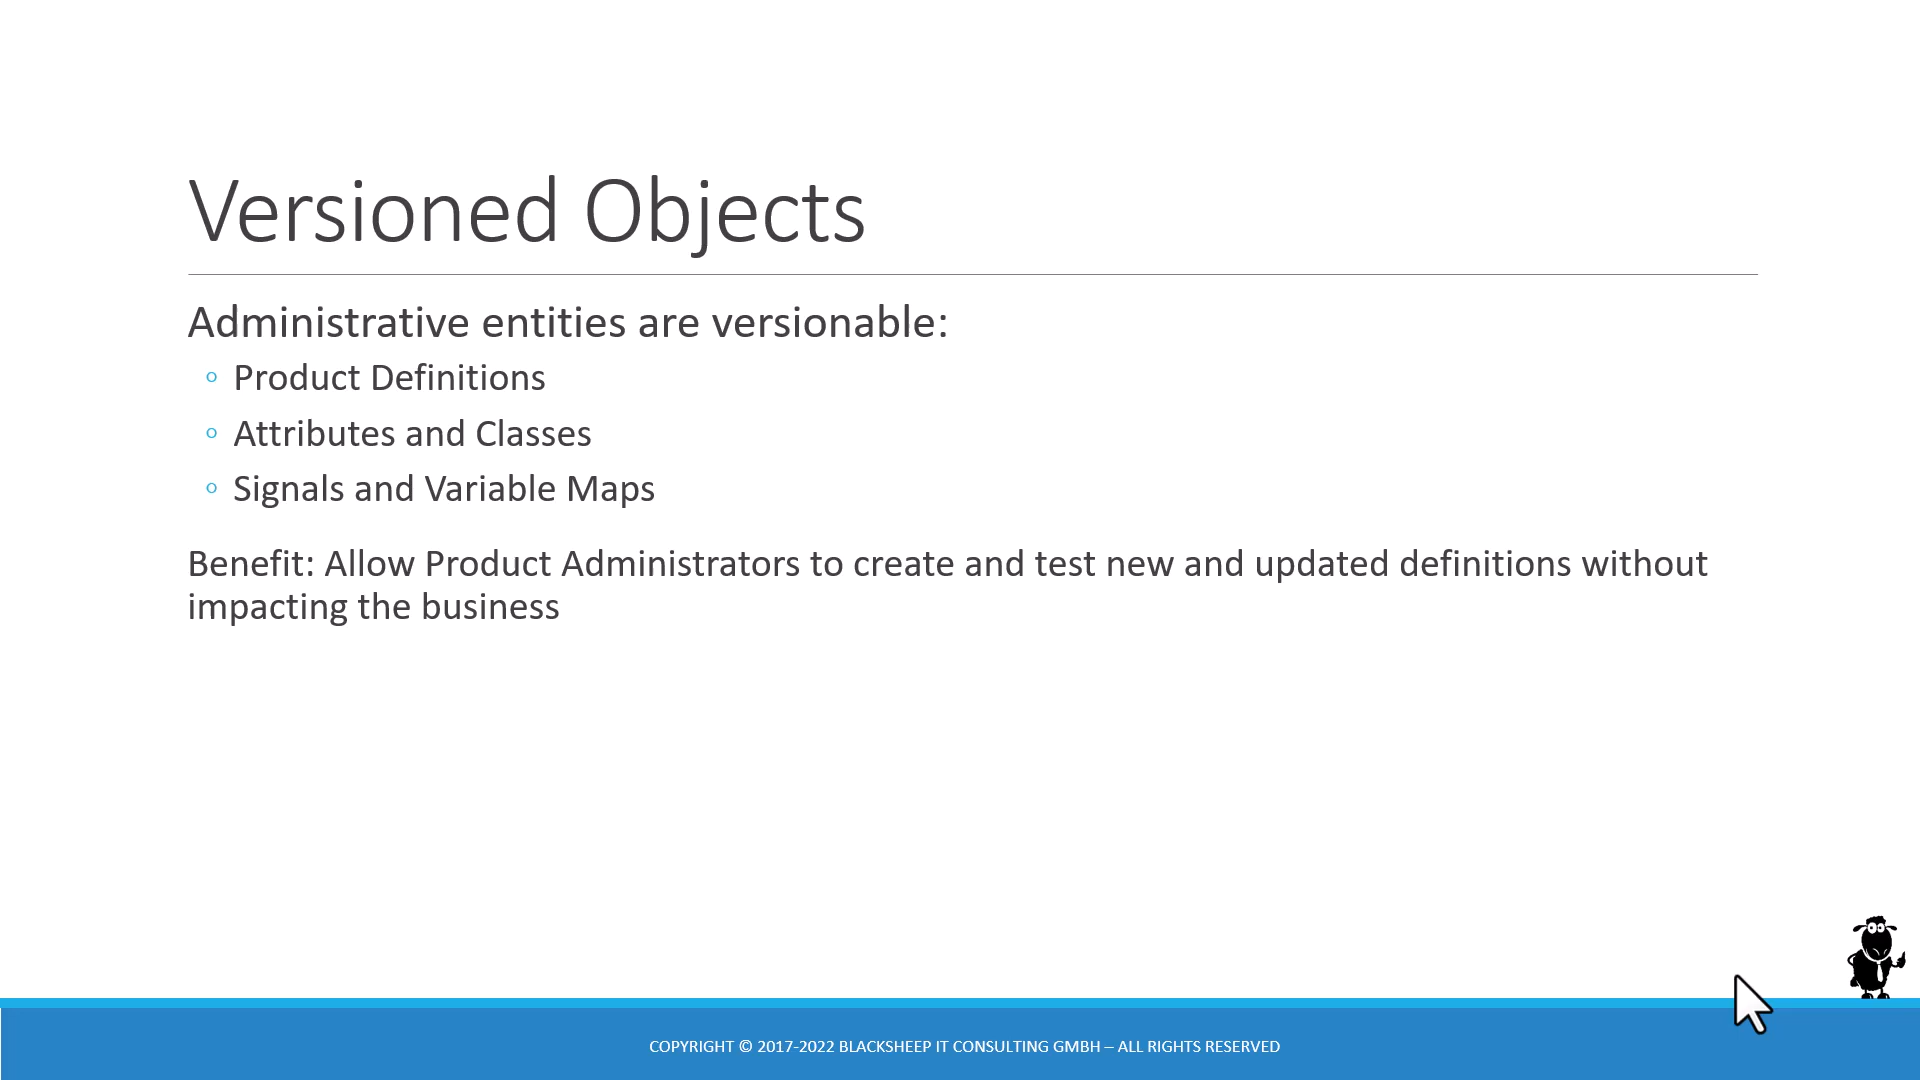 Versioned Objects
Administrative entities are versionable:
Product Definitions
Attributes and Classes
Signals and Variable Maps
Benefit: Allow Product Administrators to create and test new and updated definitions without
impacting the business
COPYRIGHT © 2017-2022 BLACKSHEEP IT CONSULTING GMBH – ALL RIGHTS RESERVED